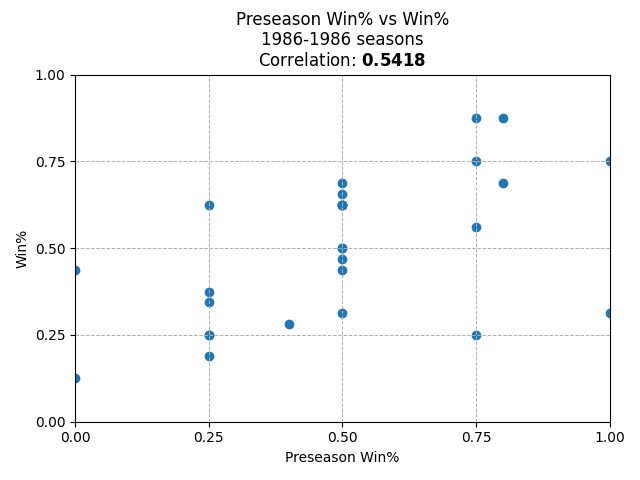 Preseason Win% vs Win%
1986-1986 seasons
Correlation: 0.5418
1.00
0.75
0.50
0.25
0.00
Win%
0.00 0.25 0.50 0.75 1.00
Preseason Win%